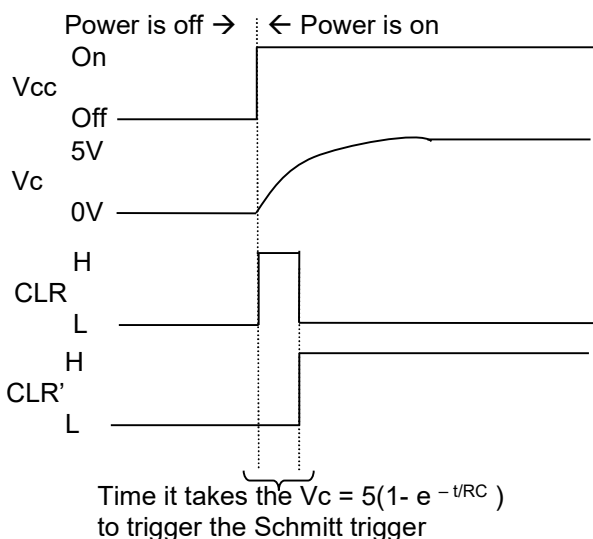 Power is off → ← Power is on
On
Vcc
Off
5V
Vc
0V
H
CLR
L
H
CLR’
L
Time it takes the Vc = 5(1- e – t/RC )
to trigger the Schmitt trigger